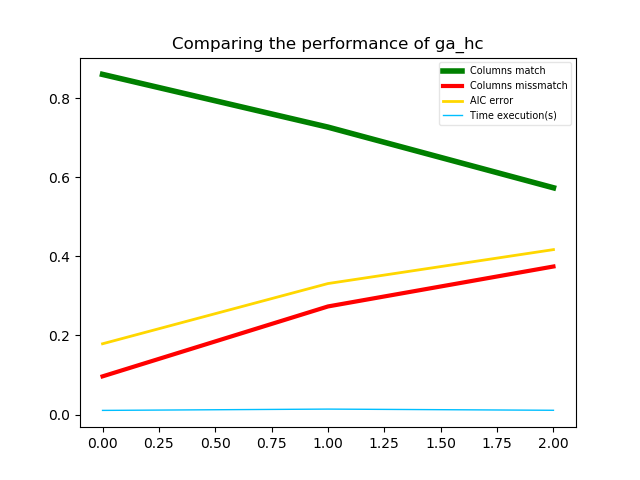 Comparing the performance of ga_hc
Columns match
Columns missmatch
AIC error
Time execution(s)
0.8
0.6
0.4
0.2
0.0
0.00 0.25 0.50 0.75 1.00 1.25 1.50 1.75 2.00